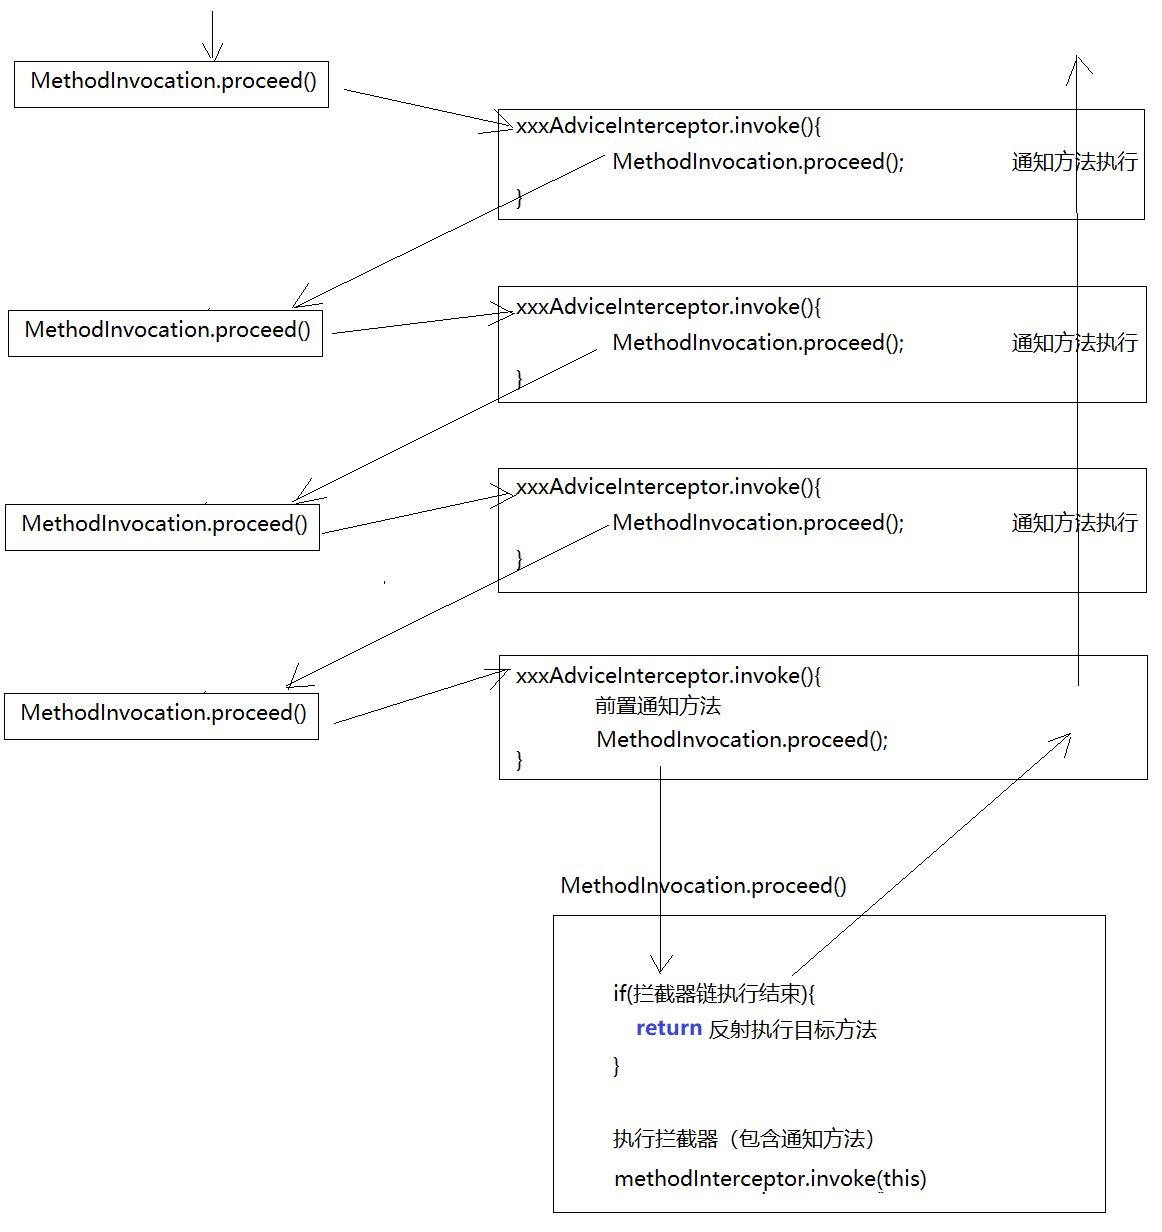 MethodInvocation.proceed()
xxxAdviceInterceptor.invoke(){
MethodInvocation.proceed(); 通知方法执行
}
MethodInvocation.proceed()
xxxAdviceInterceptor.invoke(){
MethodInvocation.proceed(); 通知方法执行
}
MethodInvocation.proceed()
xxxAdviceInterceptor.invoke(){
MethodInvocation.proceed(); 通知方法执行
}
MethodInvocation.proceed()
xxxAdviceInterceptor.invoke(){
前置通知方法
MethodInvocation.proceed();
}
MethodInvocation.proceed()
if(拦截器链执行结束){
return 反射执行目标方法
}
执行拦截器（包含通知方法）
methodInterceptor.invoke(this)